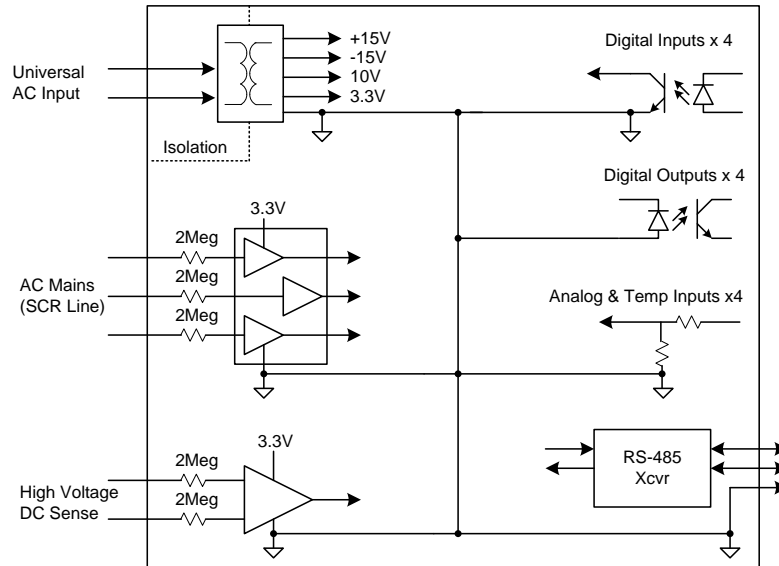 Universal
AC Input
+15V
-15V
10V
3.3V
Isolation
Digital Inputs x 4
Digital Outputs x 4
3.3V
2Meg
2Meg
2Meg
AC Mains
(SCR Line)
Analog & Temp Inputs x4
3.3V
2Meg
2Meg
High Voltage
DC Sense
RS-485
Xcvr